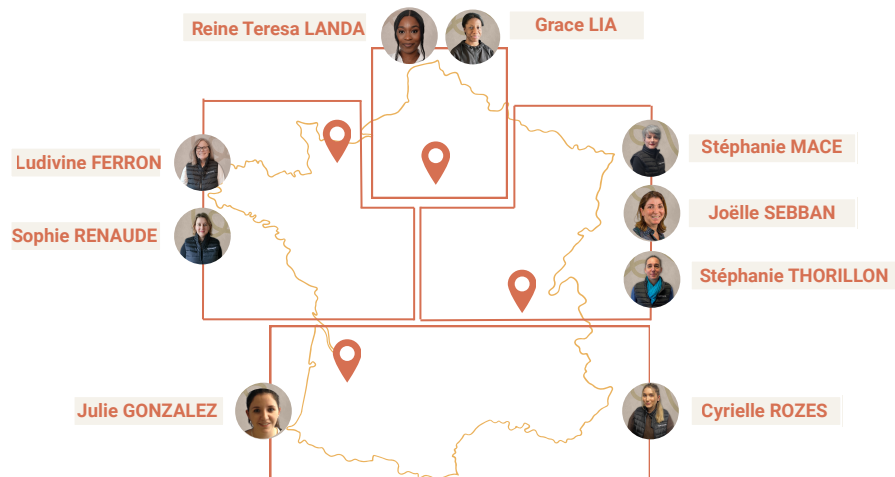 Reine Teresa LANDA
Grace LIA
Ludivine FERRON
Stéphanie MACE
Sophie RENAUDE
Joëlle SEBBAN
Stéphanie THORILLON
Julie GONZALEZ
Cyrielle ROZES